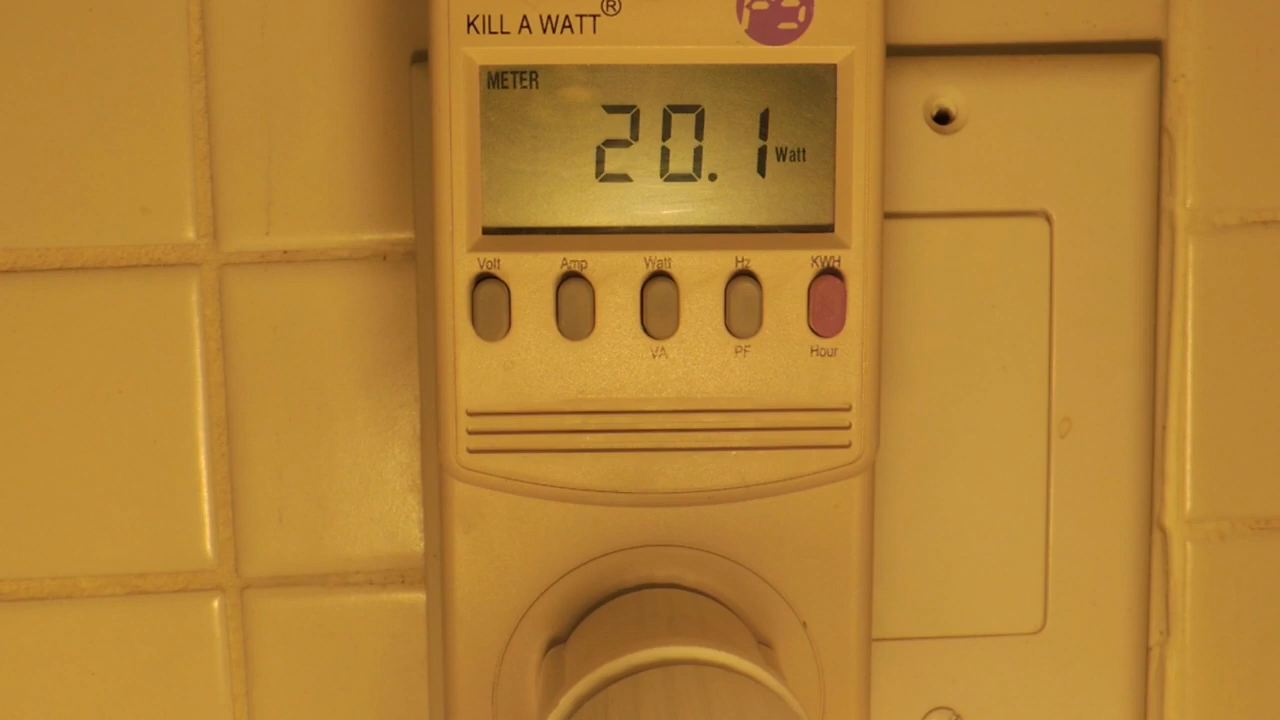 KILL A WATT®
METER
20.1 Watt
Volt Amp Watt Hz KWH
VA PF Hour